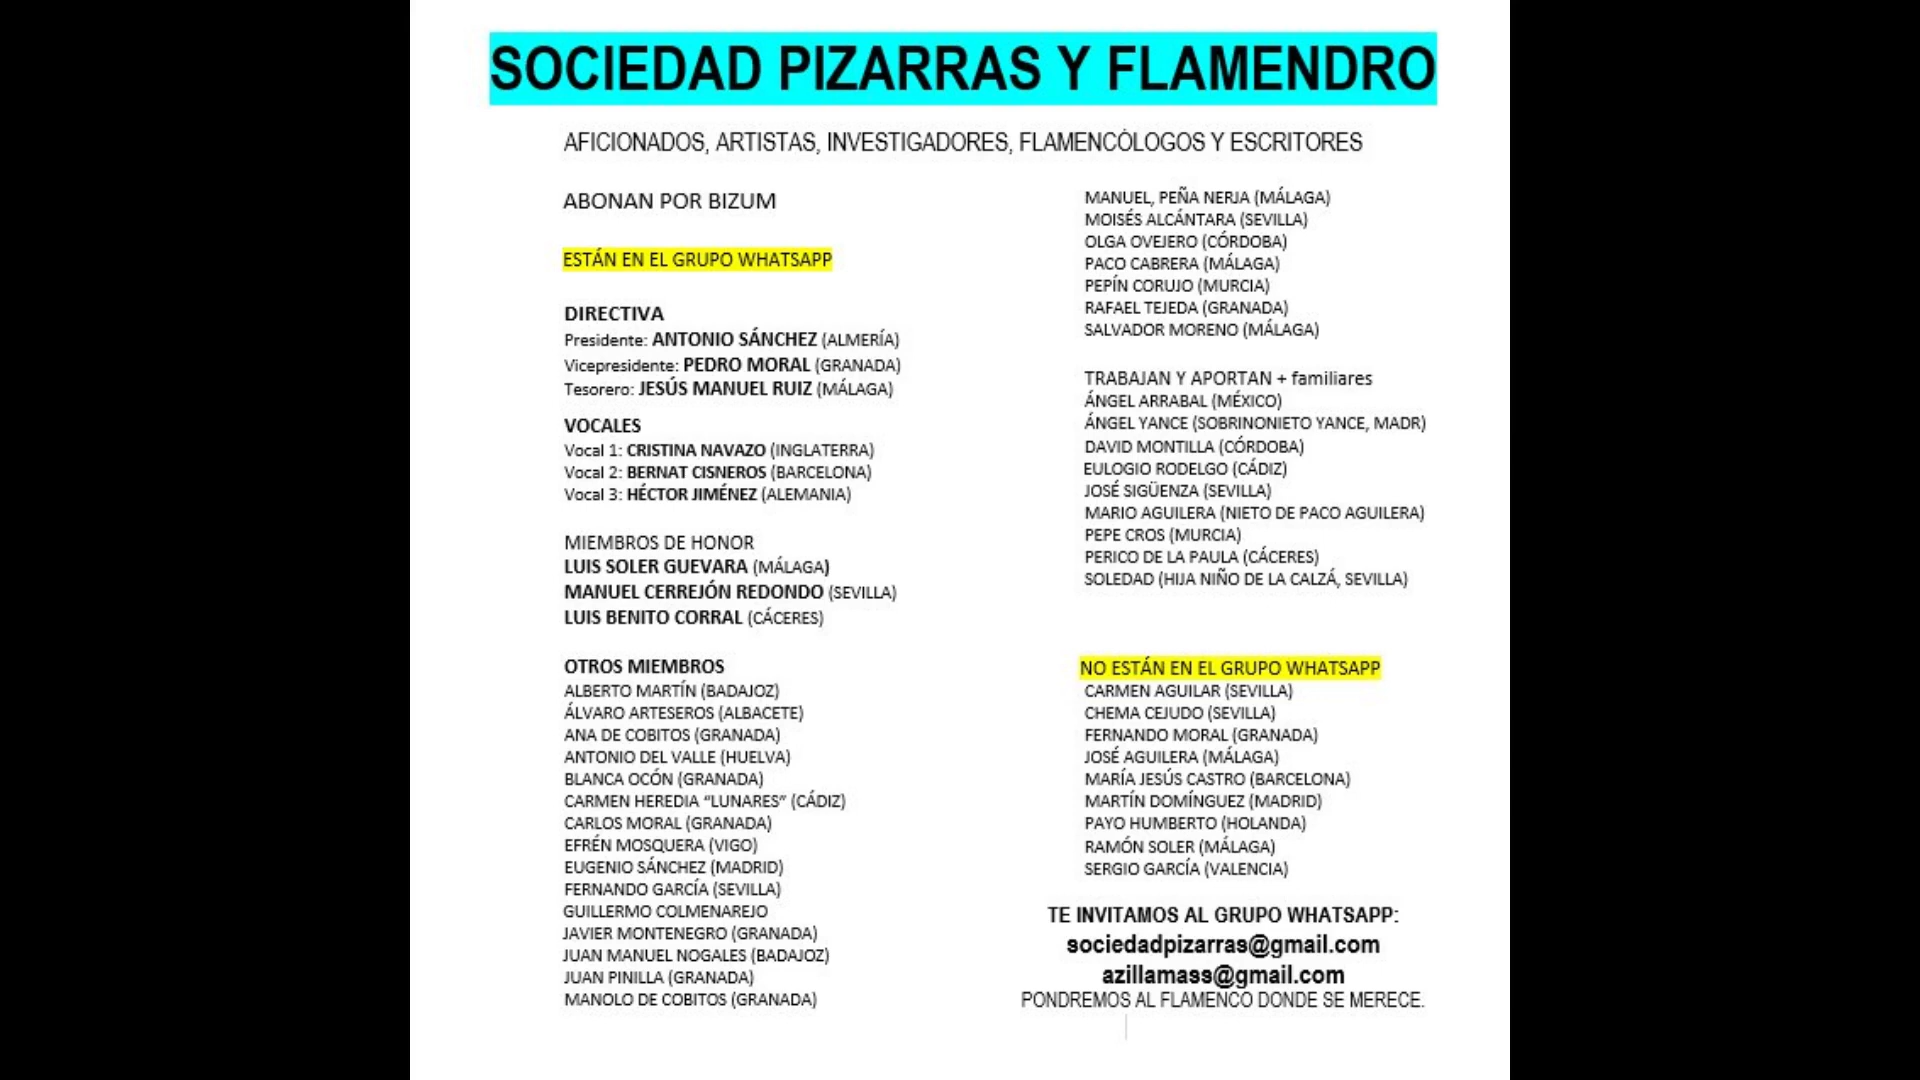 SOCIEDAD PIZARRAS Y FLAMENDRO
AFICIONADOS, ARTISTAS, INVESTIGADORES, FLAMENCÓLOGOS Y ESCRITORES
ABONAN POR BIZUM
ESTÁN EN EL GRUPO WHATSAPP
DIRECTIVA
Presidente: ANTONIO SÁNCHEZ (ALMERÍA)
Vicepresidente: PEDRO MORAL (GRANADA)
Tesorero: JESÚS MANUEL RUIZ (MÁLAGA)
VOCALES
Vocal 1: CRISTINA NAVAZO (INGLATERRA)
Vocal 2: BERNAT CISNEROS (BARCELONA)
Vocal 3: HÉCTOR JIMÉNEZ (ALEMANIA)
MIEMBROS DE HONOR
LUIS SOLER GUEVARA (MÁLAGA)
MANUEL CERREJÓN REDONDO (SEVILLA)
LUIS BENITO CORRAL (CÁCERES)
OTROS MIEMBROS
ALBERTO MARTÍN (BADAJOZ)
ÁLVARO ARTESEROS (ALBACETE)
ANA DE COBITOS (GRANADA)
ANTONIO DEL VALLE (HUELVA)
BLANCA OCÓN (GRANADA)
CARMEN HEREDIA “LUNARES” (CÁDIZ)
CARLOS MORAL (GRANADA)
EFRÉN MOSQUERA (VIGO)
EUGENIO SÁNCHEZ (MADRID)
FERNANDO GARCÍA (SEVILLA)
GUILLERMO COLMENAREJO
JAVIER MONTENEGRO (GRANADA)
JUAN MANUEL NOGALES (BADAJOZ)
JUAN PINILLA (GRANADA)
MANOLO DE COBITOS (GRANADA)
MANUEL, PEÑA NERJA (MÁLAGA)
MOISÉS ALCÁNTARA (SEVILLA)
OLGA OVEJERO (CÓRDOBA)
PACO CABRERA (MÁLAGA)
PEPÍN CORUJO (MURCIA)
RAFAEL TEJEDA (GRANADA)
SALVADOR MORENO (MÁLAGA)
TRABAJAN Y APORTAN + familiares
ÁNGEL ARRABAL (MÉXICO)
ÁNGEL YANCE (SOBRINONIETO YANCE, MADR)
DAVID MONTILLA (CÓRDOBA)
EULOGIO RODELGO (CÁDIZ)
JOSÉ SIGÜENZA (SEVILLA)
MARIO AGUILERA (NIETO DE PACO AGUILERA)
PEPE CROS (MURCIA)
PERICO DE LA PAULA (CÁCERES)
SOLEDAD (HIJA NIÑO DE LA CALZÁ, SEVILLA)
NO ESTÁN EN EL GRUPO WHATSAPP
CARMEN AGUILAR (SEVILLA)
CHEMA CEJUDO (SEVILLA)
FERNANDO MORAL (GRANADA)
JOSÉ AGUILERA (MÁLAGA)
MARÍA JESÚS CASTRO (BARCELONA)
MARTÍN DOMÍNGUEZ (MADRID)
PAYO HUMBERTO (HOLANDA)
RAMÓN SOLER (MÁLAGA)
SERGIO GARCÍA (VALENCIA)
TE INVITAMOS AL GRUPO WHATSAPP:
sociedadpizarras@gmail.com
azillamass@gmail.com
PONDREMOS AL FLAMENCO DONDE SE MERECE.